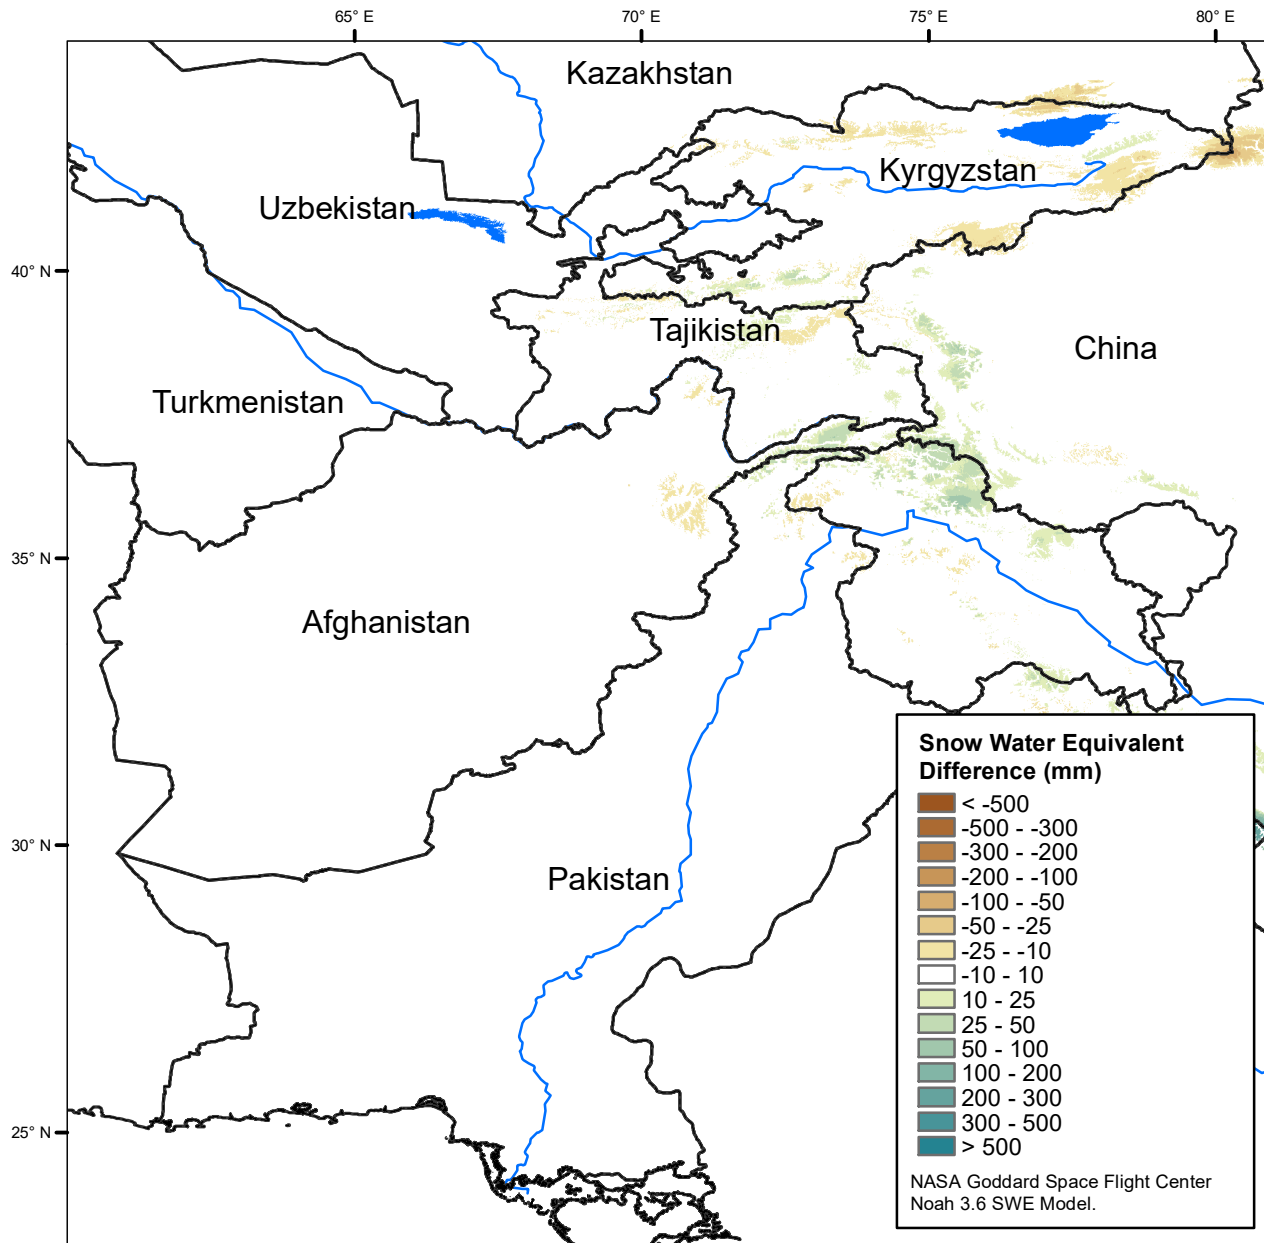 65° E
70° E
75° E
80° E
Kazakhstan
Kyrgyzstan
Uzbekistan
40° N
Tajikistan
China
Turkmenistan
35° N
Afghanistan
30° N
Pakistan
25° N
Snow Water Equivalent
Difference (mm)
< -500
-500 - -300
-300 - -200
-200 - -100
-100 - -50
-50 - -25
-25 - -10
-10 - 10
10 - 25
25 - 50
50 - 100
100 - 200
200 - 300
300 - 500
> 500
NASA Goddard Space Flight Center
Noah 3.6 SWE Model.